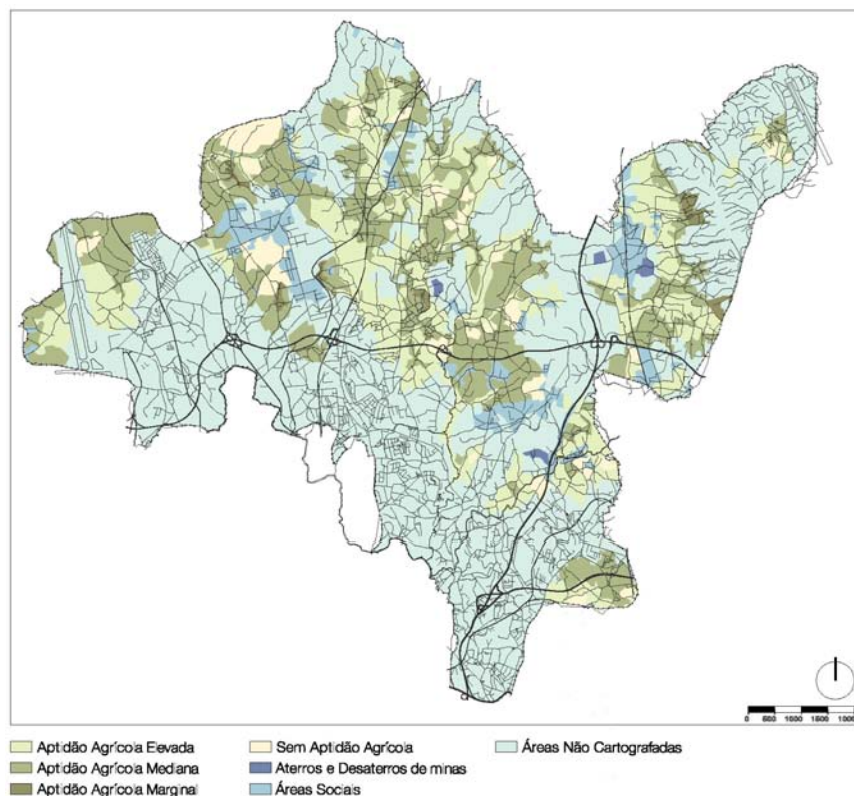 0 500 1000 1500 1000
Aptidão Agrícola Elevada
Aptidão Agrícola Mediana
Aptidão Agrícola Marginal
Sem Aptidão Agrícola
Aterros e Desaterros de minas
Áreas Sociais
Áreas Não Cartografadas